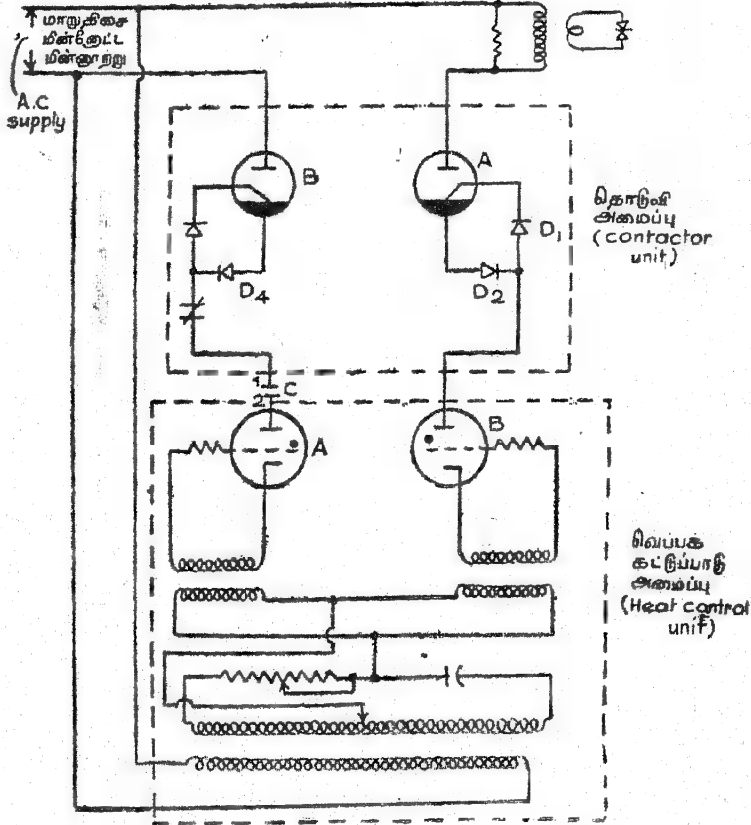 மாறுதிசை
மின்னோட்ட
மின்னூற்று
A.C
supply
B
A
D1
D2
D4
தொடுவி
அமைப்பு
(contactor
unit)
1
C
2
A
B
வெப்பக்
கட்டுப்பாடு
அமைப்பு
(Heat control
unit)